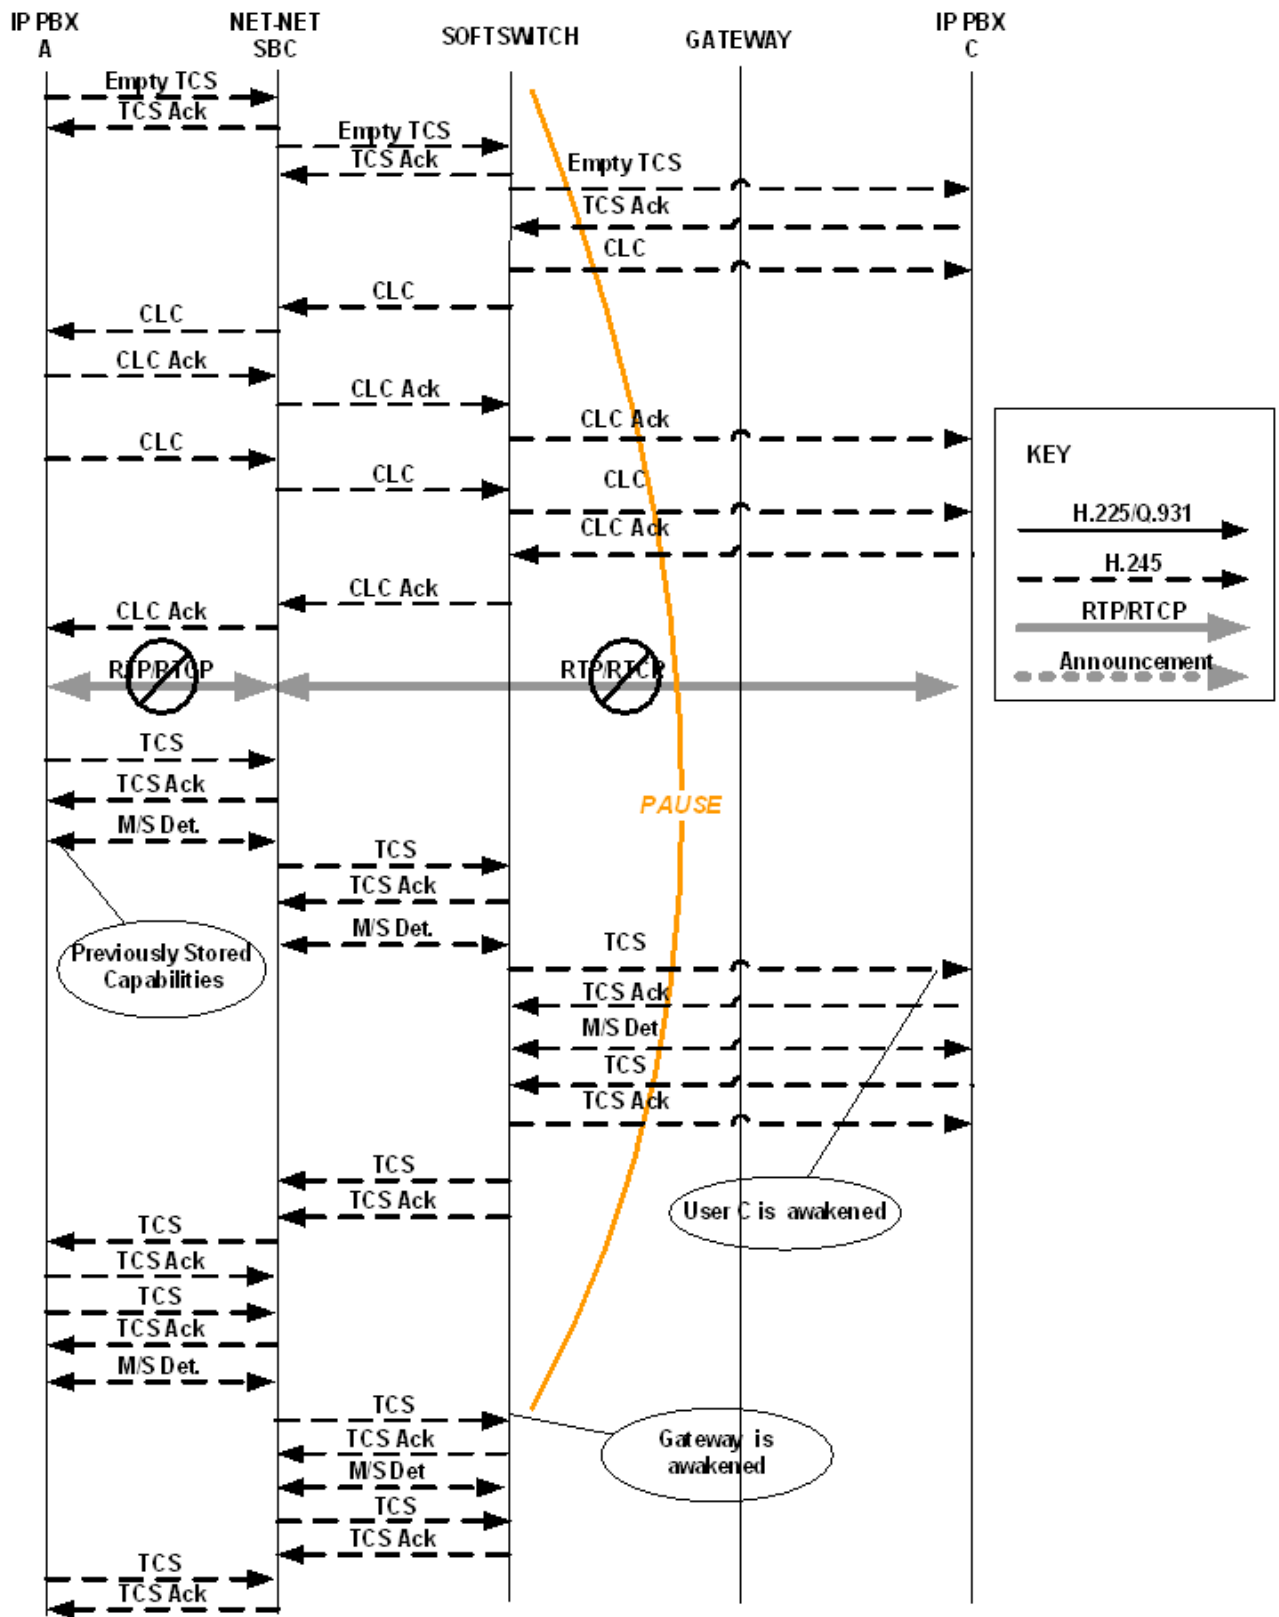 IP PBX
A
NET-NET
SBC
SOFTSWITCH
GATEWAY
IP PBX
C
Empty TCS
TCS Ack
Empty TCS
TCS Ack
Empty TCS
TCS Ack
CLC
CLC
CLC
CLC Ack
CLC Ack
CLC Ack
CLC
CLC
CLC
CLC Ack
CLC Ack
CLC Ack
KEY
H.225/Q.931
H.245
RTP/RTCP
Announcement
RTP/RTCP
RTP/RTCP
TCS
TCS Ack
M/S Det.
PAUSE
TCS
TCS Ack
M/S Det.
Previously Stored
Capabilities
TCS
TCS Ack
M/S Det
TCS
TCS Ack
User C is awakened
TCS
TCS Ack
TCS
TCS Ack
TCS
TCS Ack
M/S Det.
TCS
TCS Ack
M/S Det
TCS
TCS Ack
Gateway is
awakened
TCS
TCS Ack